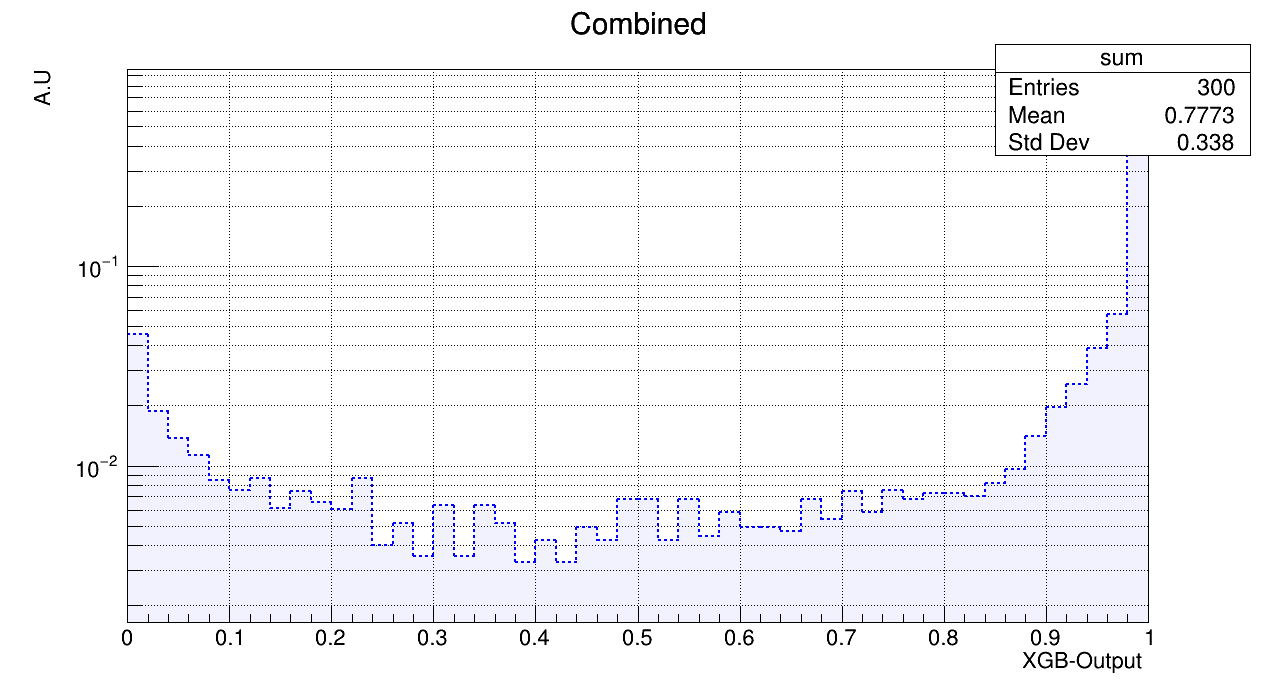 Combined
A.U
sum
Entries 300
Mean 0.7773
Std Dev 0.338
10⁻¹
10⁻²
0 0.1 0.2 0.3 0.4 0.5 0.6 0.7 0.8 0.9 1
XGB-Output